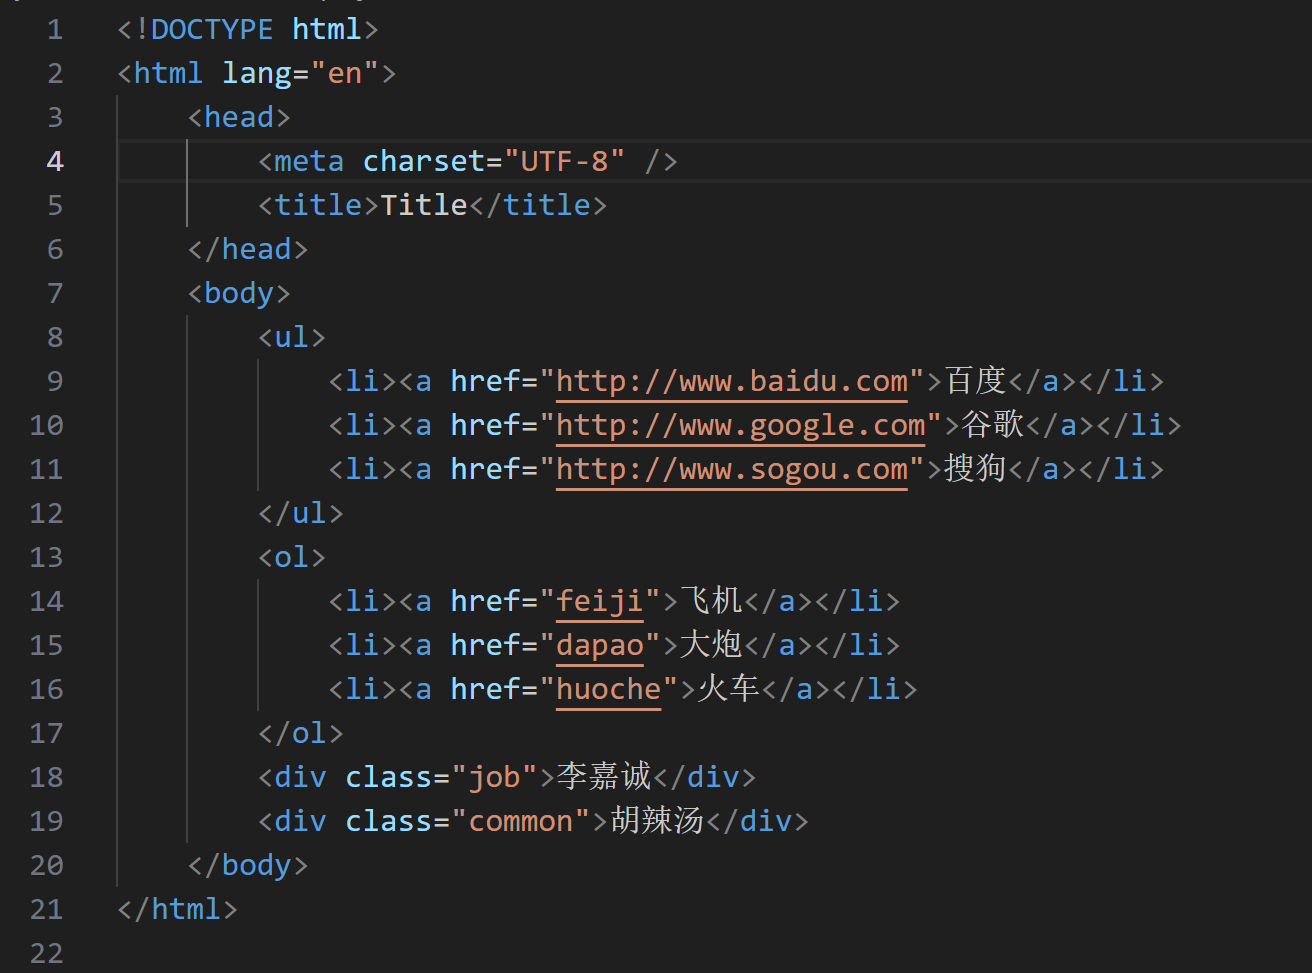 1 <!DOCTYPE html>
2 <html lang="en">
3     <head>
4         <meta charset="UTF-8" />
5         <title>Title</title>
6     </head>
7     <body>
8         <ul>
9             <li><a href="http://www.baidu.com">百度</a></li>
10             <li><a href="http://www.google.com">谷歌</a></li>
11             <li><a href="http://www.sogou.com">搜狗</a></li>
12         </ul>
13         <ol>
14             <li><a href="feiji">飞机</a></li>
15             <li><a href="dapao">大炮</a></li>
16             <li><a href="huoche">火车</a></li>
17         </ol>
18         <div class="job">李嘉诚</div>
19         <div class="common">胡辣汤</div>
20     </body>
21 </html>
22